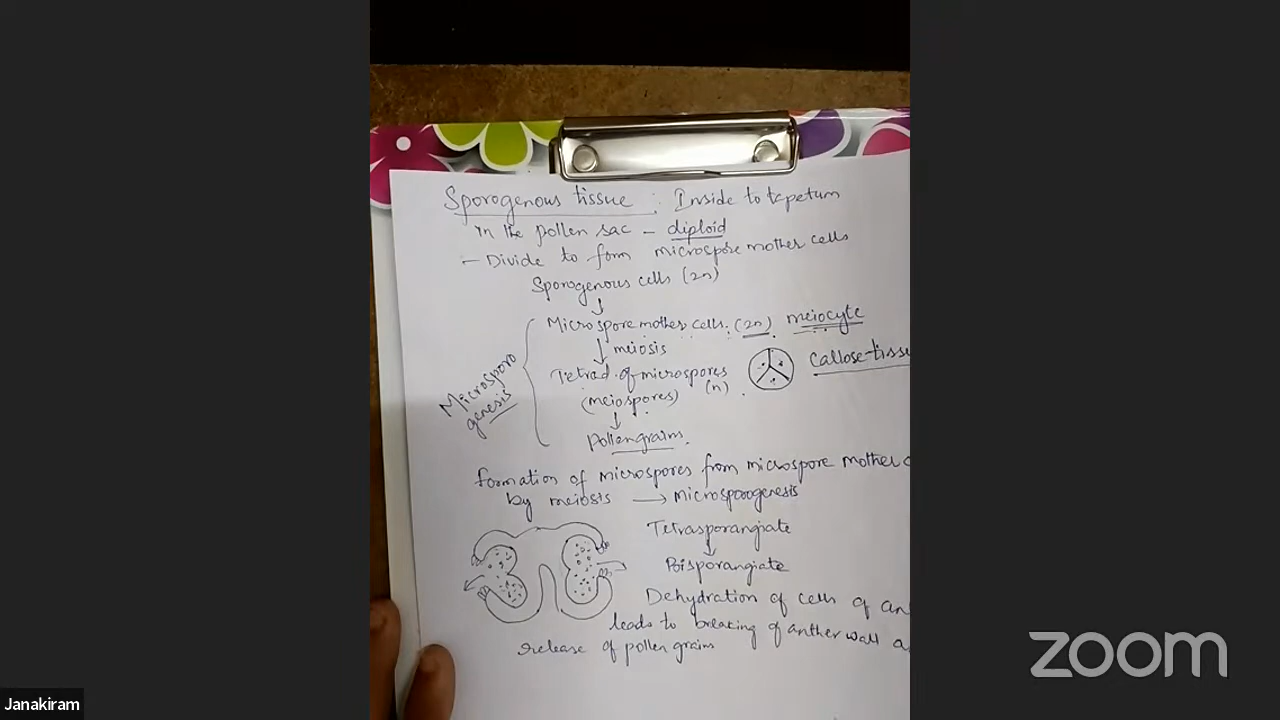 Sporogenous tissue : Inside to tapetum
in the pollen sac - diploid
- Divide to form microspore mother cells
Sporogenous cells (2n)
Microspore mother cells. (2n) meiocyte
meiosis
Tetrad of microspores (n)
callose-tissu
(meiospores)
Microsporo
genesis
Pollengrains.
Formation of microspores from microspore mother c
by meiosis → microsporogenesis
Tetrasporangiate
Boisporangiate
Dehydration of cells of an
leads to breaking of anther wall a
release of pollen grains
zoom
Janakiram